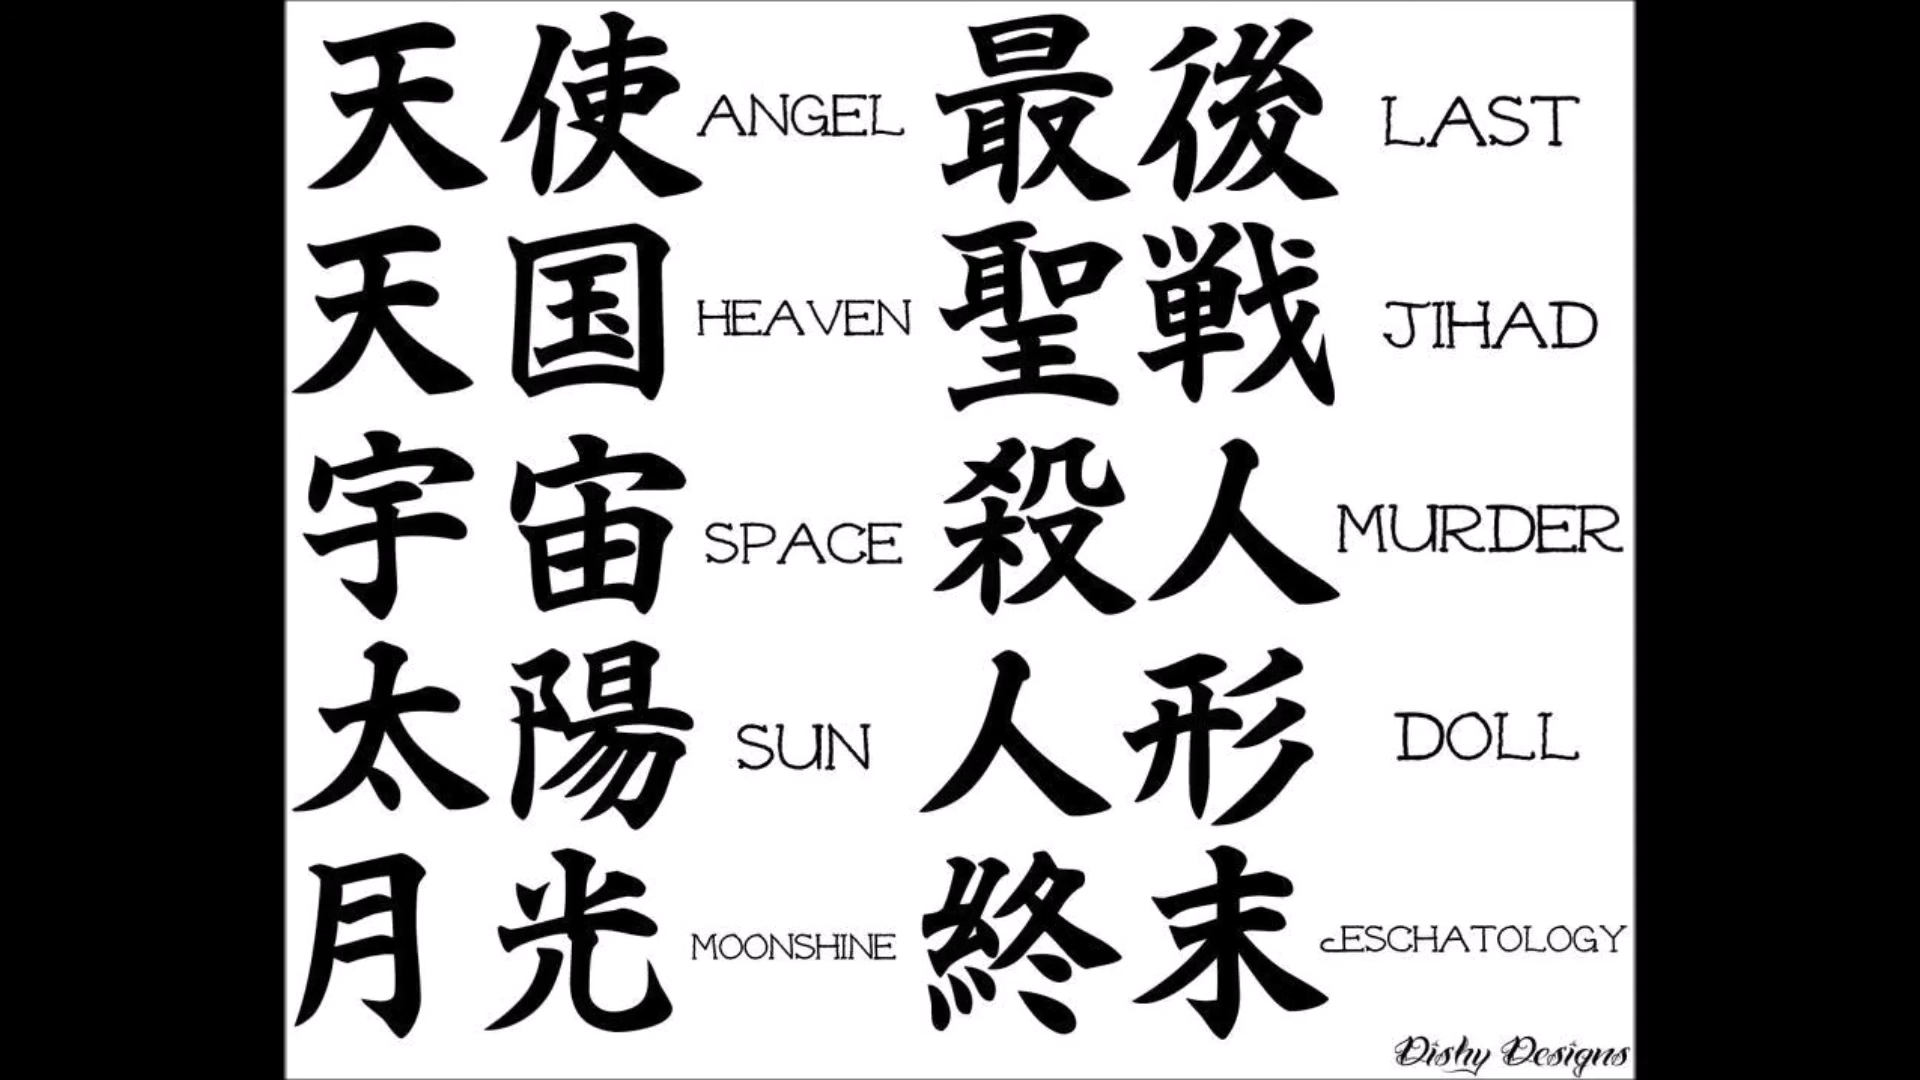 天使 ANGEL 最後 LAST
天国 HEAVEN 聖戦 JIHAD
宇宙 SPACE 殺人 MURDER
太陽 SUN 人形 DOLL
月光 MOONSHINE 終末 ESCHATOLOGY
Dishy Designs